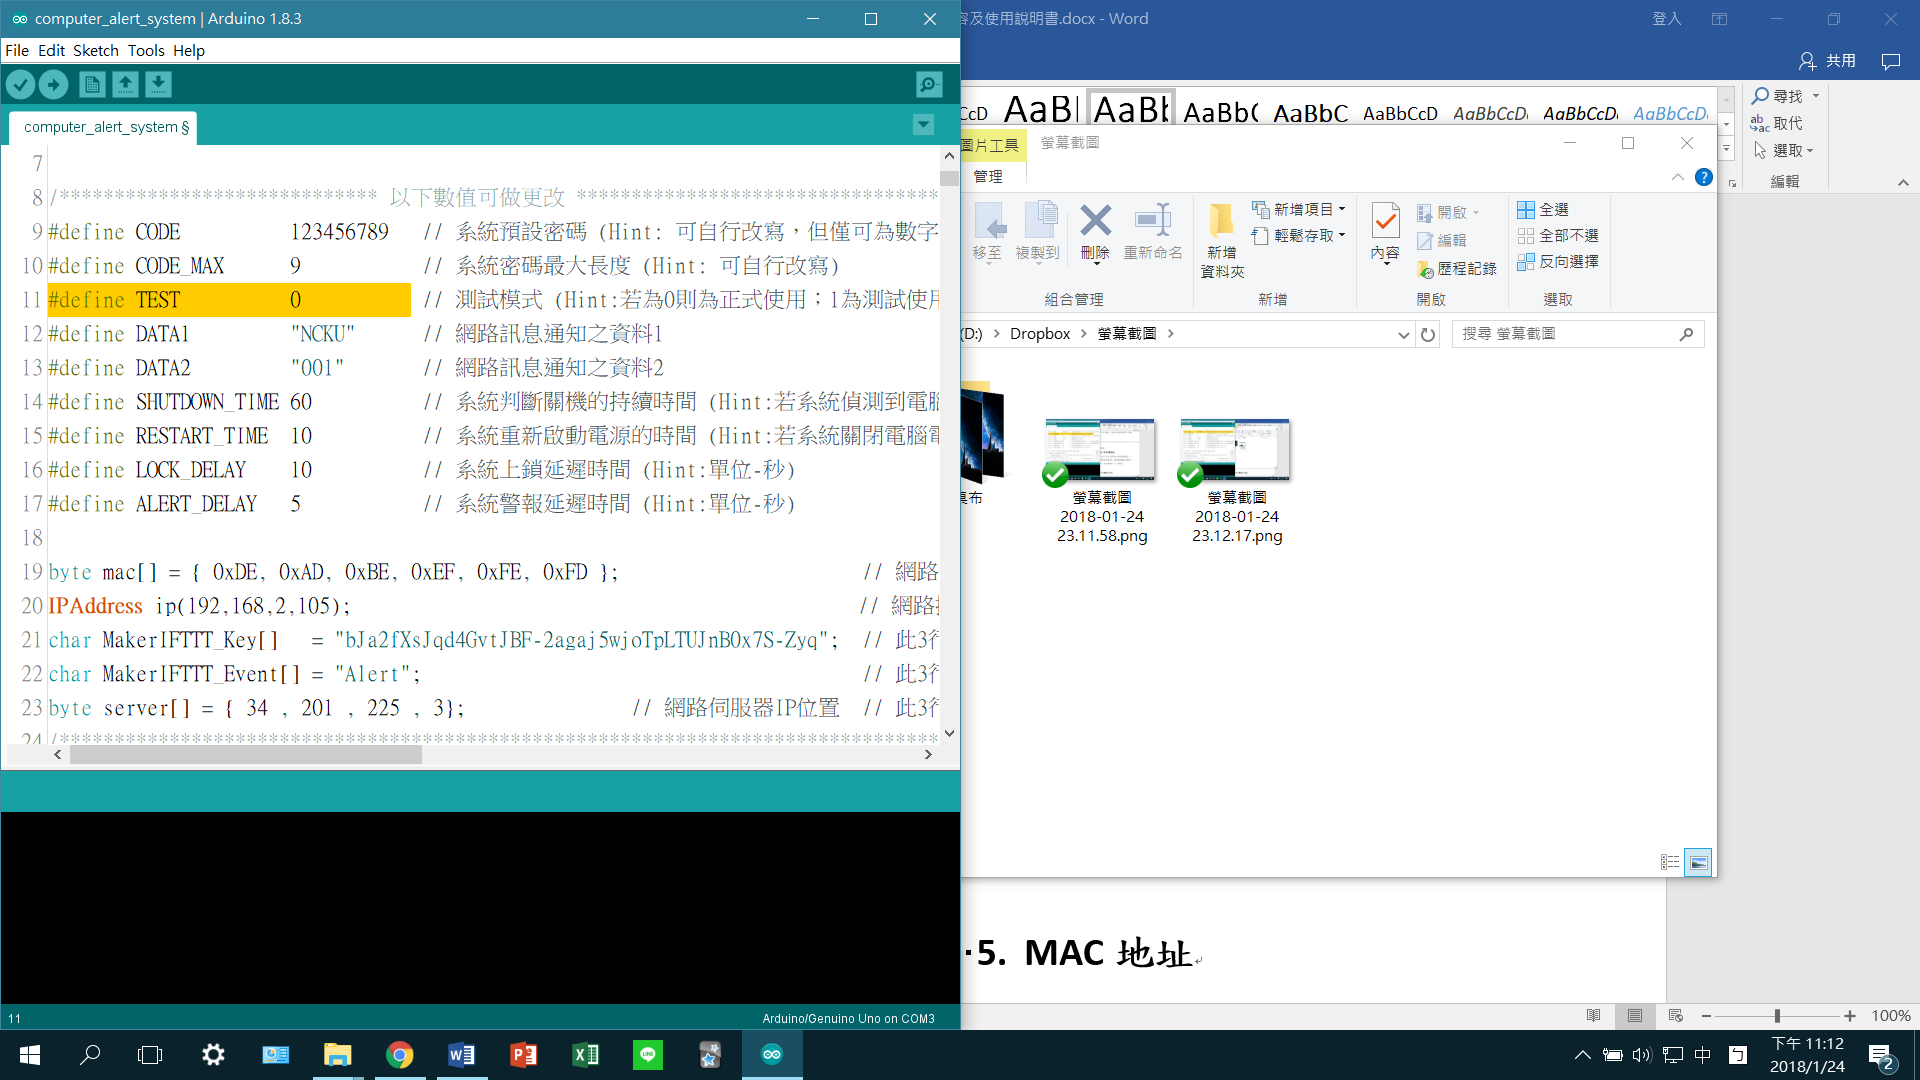 computer_alert_system | Arduino 1.8.3
File Edit Sketch Tools Help
computer_alert_system §
7
8 /***************************** 以下數值可做更改 *********************************
9 #define CODE 123456789 // 系統預設密碼 (Hint: 可自行改寫，但僅可為數字
10 #define CODE_MAX 9 // 系統密碼最大長度 (Hint: 可自行改寫)
11 #define TEST 0 // 測試模式 (Hint:若為0則為正式使用；1為測試使用
12 #define DATA1 "NCKU" // 網路訊息通知之資料1
13 #define DATA2 "001" // 網路訊息通知之資料2
14 #define SHUTDOWN_TIME 60 // 系統判斷關機的持續時間 (Hint:若系統偵測到電腦
15 #define RESTART_TIME 10 // 系統重新啟動電源的時間 (Hint:若系統關閉電腦電
16 #define LOCK_DELAY 10 // 系統上鎖延遲時間 (Hint:單位-秒)
17 #define ALERT_DELAY 5 // 系統警報延遲時間 (Hint:單位-秒)
18
19 byte mac[] = { 0xDE, 0xAD, 0xBE, 0xEF, 0xFE, 0xFD }; // 網路
20 IPAddress ip(192,168,2,105); // 網路
21 char MakerIFTTT_Key[] = "bJa2fXsJqd4GvtJBF-2agaj5wjoTpLTUJnB0x7S-Zyq"; // 此3行
22 char MakerIFTTT_Event[] = "Alert"; // 此3行
23 byte server[] = { 34 , 201 , 225 , 3}; // 網路伺服器IP位置 // 此3行
24 /********************************************************************************
11
Arduino/Genuino Uno on COM3
容及使用說明書.docx - Word
登入
共用
CcD AaB AaB AaBb( AaBbC AaBbCcD AaBbCcD AaBbCcD AaBbCcD
尋找
取代
選取
編輯
圖片工具 螢幕截圖
管理
移至 複製到 刪除 重新命名
組合管理
新增
資料夾
新增項目
輕鬆存取
新增
內容
開啟
編輯
歷程記錄
開啟
全選
全部不選
反向選擇
選取
(D:) Dropbox 螢幕截圖
搜尋 螢幕截圖
桌布
螢幕截圖
2018-01-24
23.11.58.png
螢幕截圖
2018-01-24
23.12.17.png
5. MAC 地址
100%
中
下午 11:12
2018/1/24
2